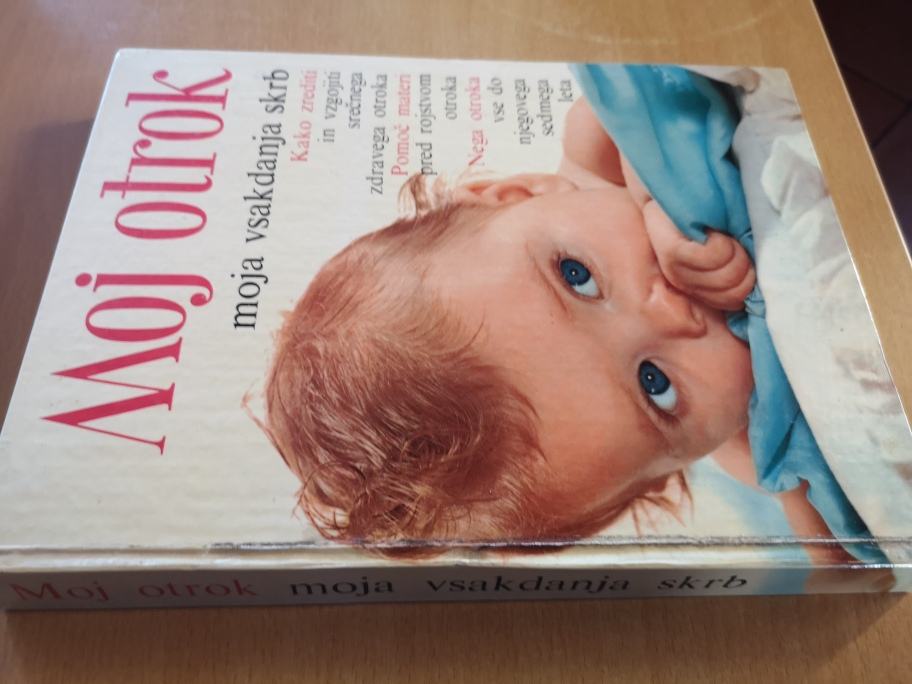 Moj otrok
moja vsakdanja skrb
Kako zrediti
in vzgojiti
srečnega
zdravega otroka
Pomoč materi
pred rojstvom
otroka
Nega otroka
vse do
njegovega
sedmega
leta
Moj otrok moja vsakdanja skrb